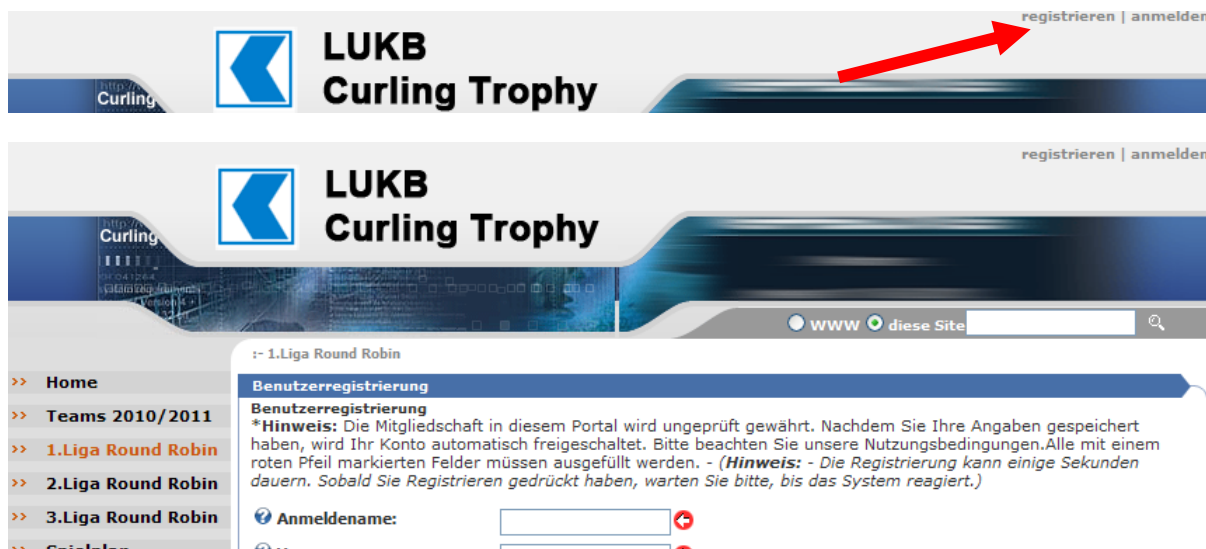 registrieren | anmelden
LUKB
Curling Trophy
http://
Curling
registrieren | anmelden
LUKB
Curling Trophy
http://
Curling
WWW diese Site
:- 1.Liga Round Robin
>> Home
>> Teams 2010/2011
>> 1.Liga Round Robin
>> 2.Liga Round Robin
>> 3.Liga Round Robin
Benutzerregistrierung
Benutzerregistrierung
*Hinweis: Die Mitgliedschaft in diesem Portal wird ungeprüft gewährt. Nachdem Sie Ihre Angaben gespeichert
haben, wird Ihr Konto automatisch freigeschaltet. Bitte beachten Sie unsere Nutzungsbedingungen.Alle mit einem
roten Pfeil markierten Felder müssen ausgefüllt werden. - (Hinweis: - Die Registrierung kann einige Sekunden
dauern. Sobald Sie Registrieren gedrückt haben, warten Sie bitte, bis das System reagiert.)
Anmeldename: